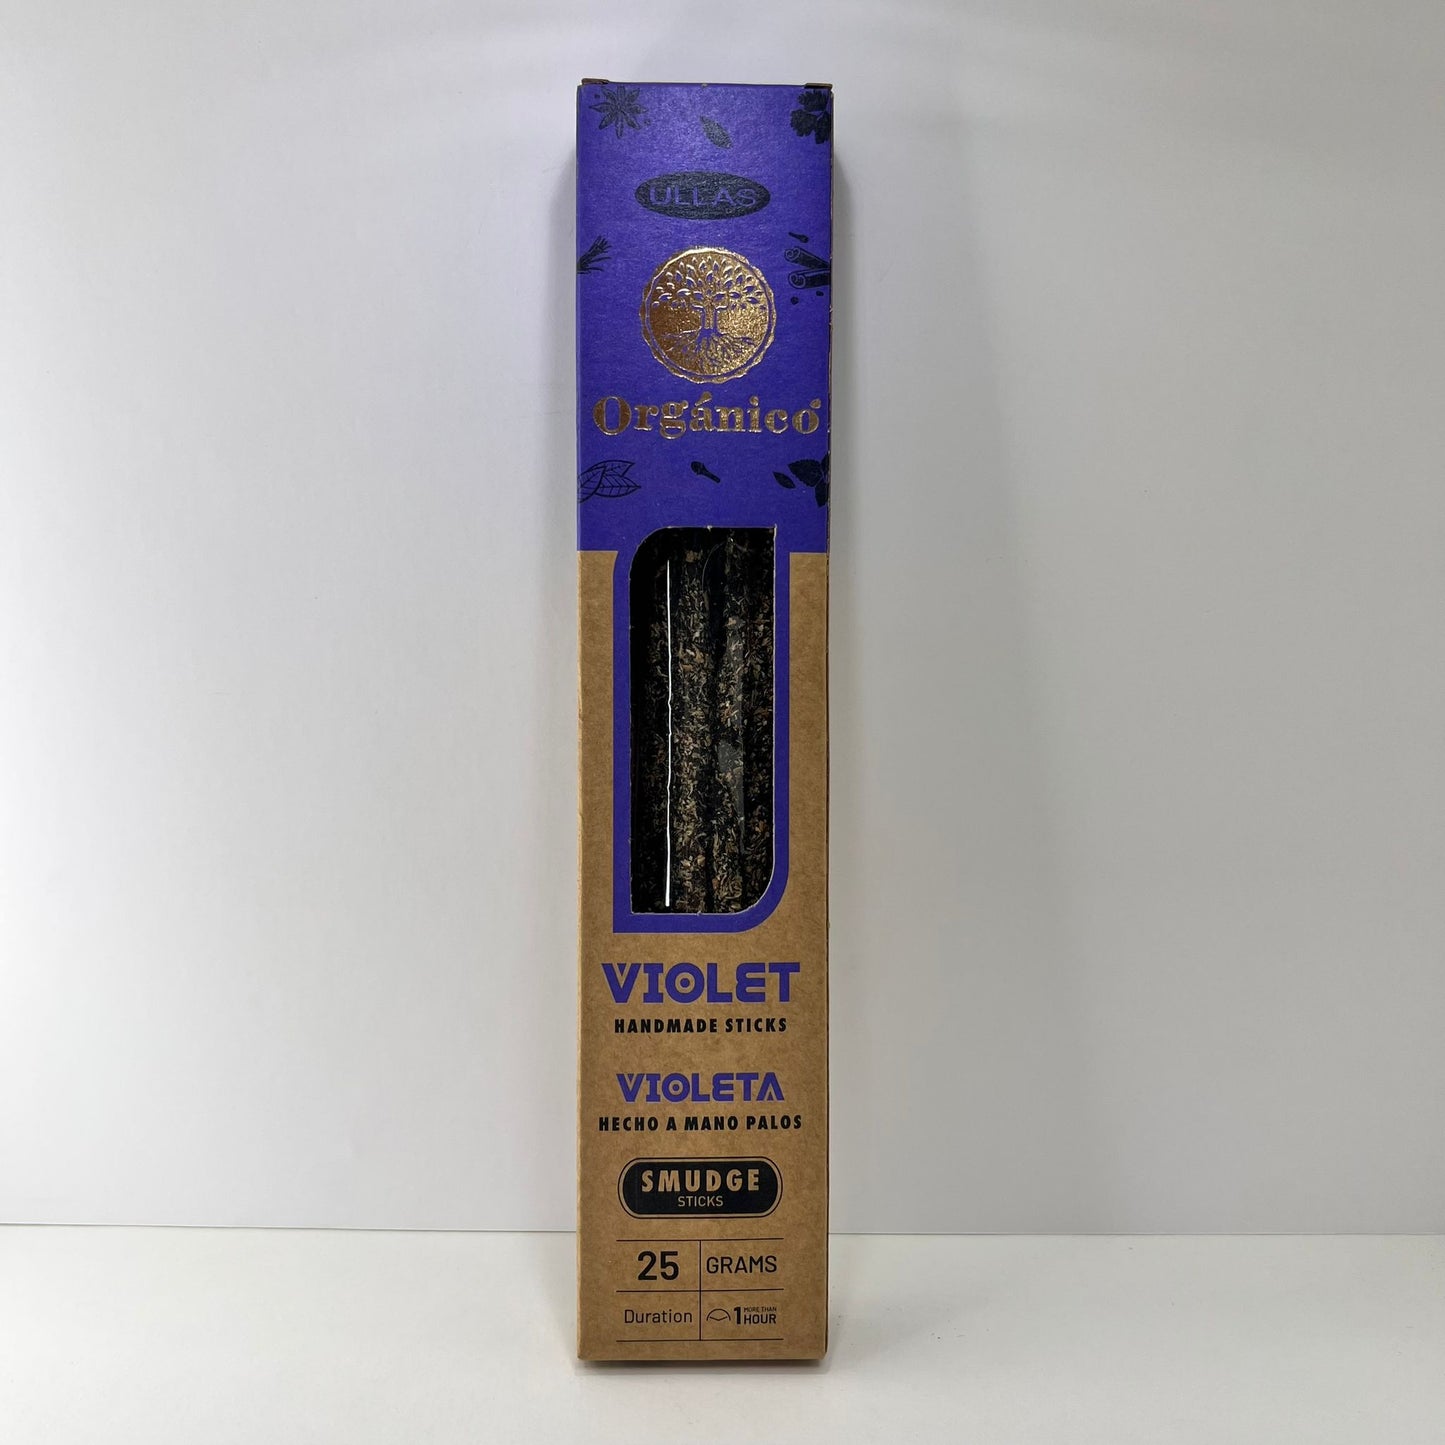 ULLAS
Orgánico
VIOLET
HANDMADE STICKS
VIOLETA
HECHO A MANO PALOS
SMUDGE
STICKS
25 GRAMS
Duration 1 MORE THAN HOUR